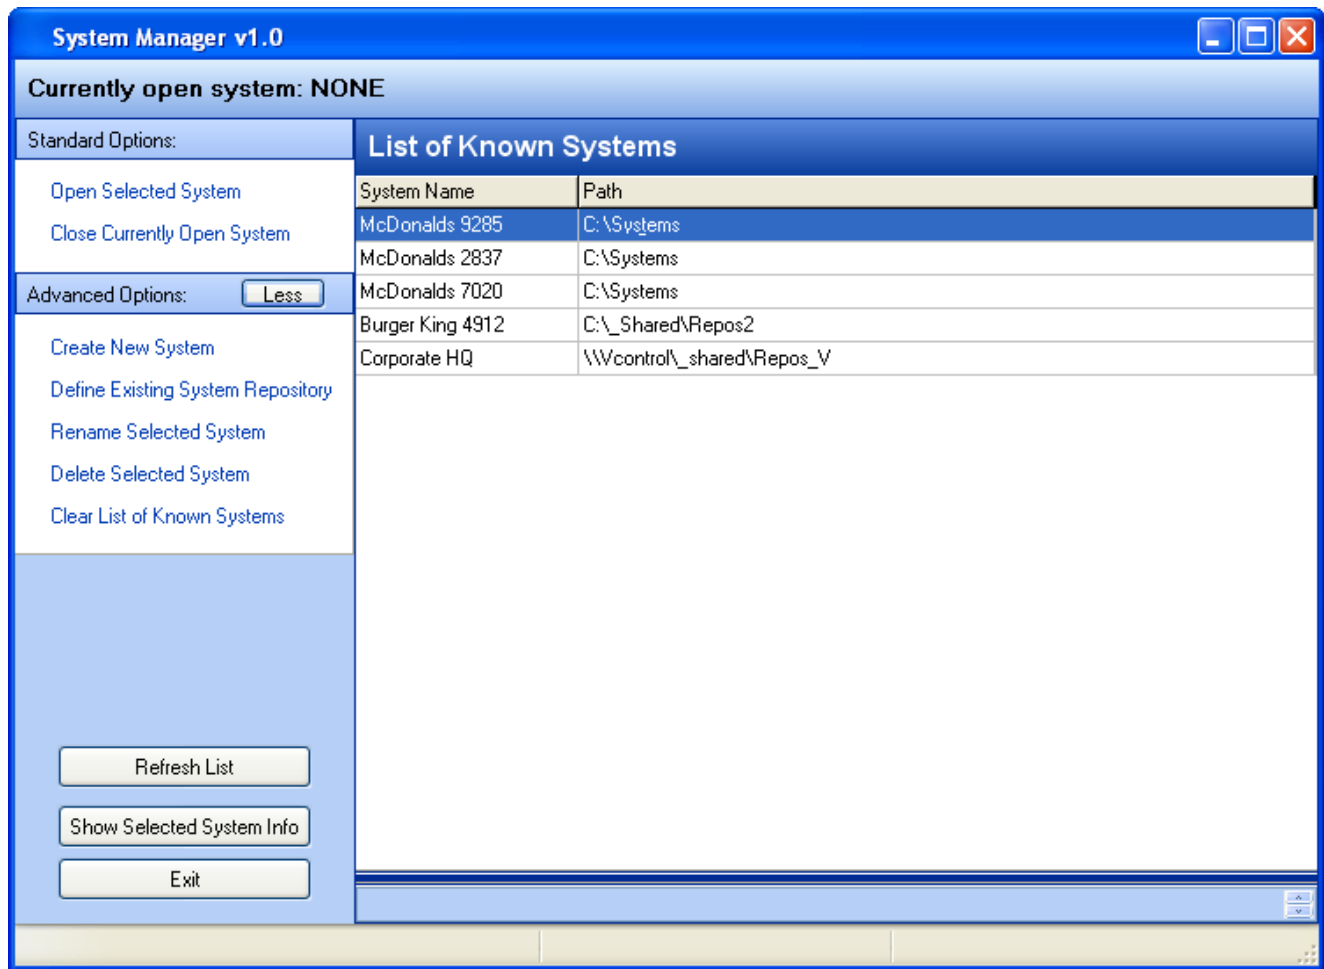 System Manager v1.0
Currently open system: NONE
Standard Options:
Open Selected System
Close Currently Open System
Advanced Options: Less
Create New System
Define Existing System Repository
Rename Selected System
Delete Selected System
Clear List of Known Systems
Refresh List
Show Selected System Info
Exit
List of Known Systems
System Name Path
McDonalds 9285 C:\Systems
McDonalds 2837 C:\Systems
McDonalds 7020 C:\Systems
Burger King 4912 C:\_Shared\Repos2
Corporate HQ \\Vcontrol\_shared\Repos_V